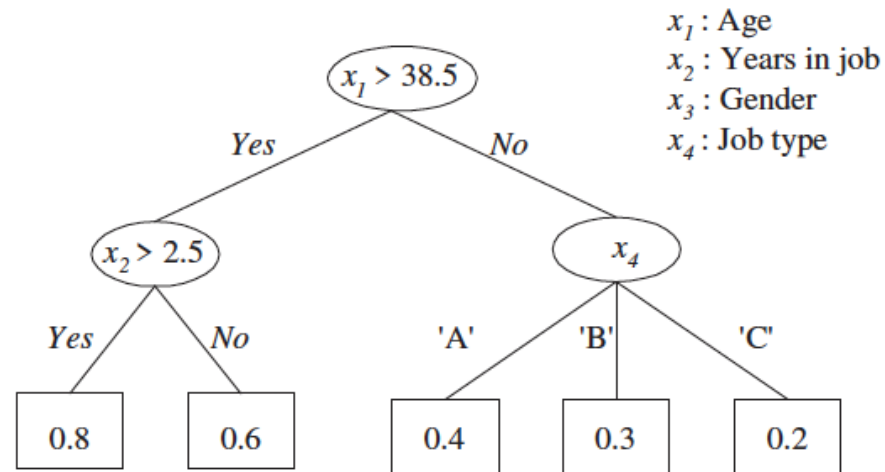 x₁ : Age
x₂ : Years in job
x₃ : Gender
x₄ : Job type
x₁ > 38.5
Yes
No
x₂ > 2.5
x₄
Yes
No
'A'
'B'
'C'
0.8
0.6
0.4
0.3
0.2